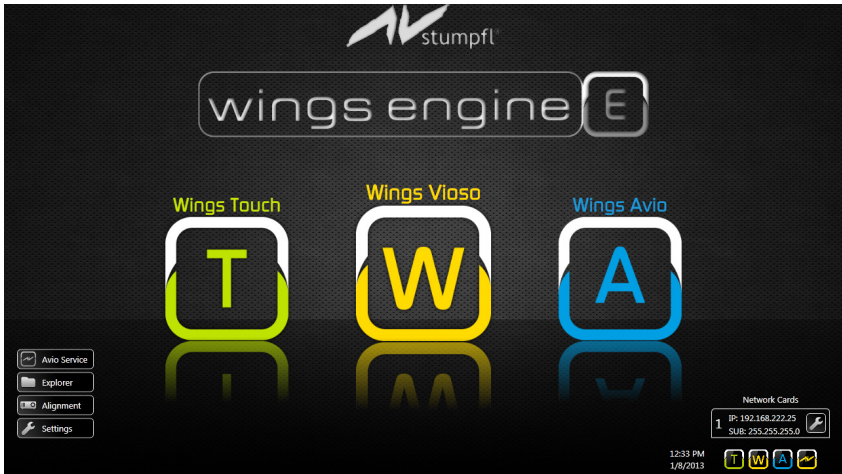 AV
stumpfl®
wings engine E
Wings Touch
Wings Vioso
Wings Avio
T
W
A
Avio Service
Explorer
Alignment
Settings
Network Cards
1
IP: 192.168.222.25
SUB: 255.255.255.0
12:33 PM
1/8/2013
T W A